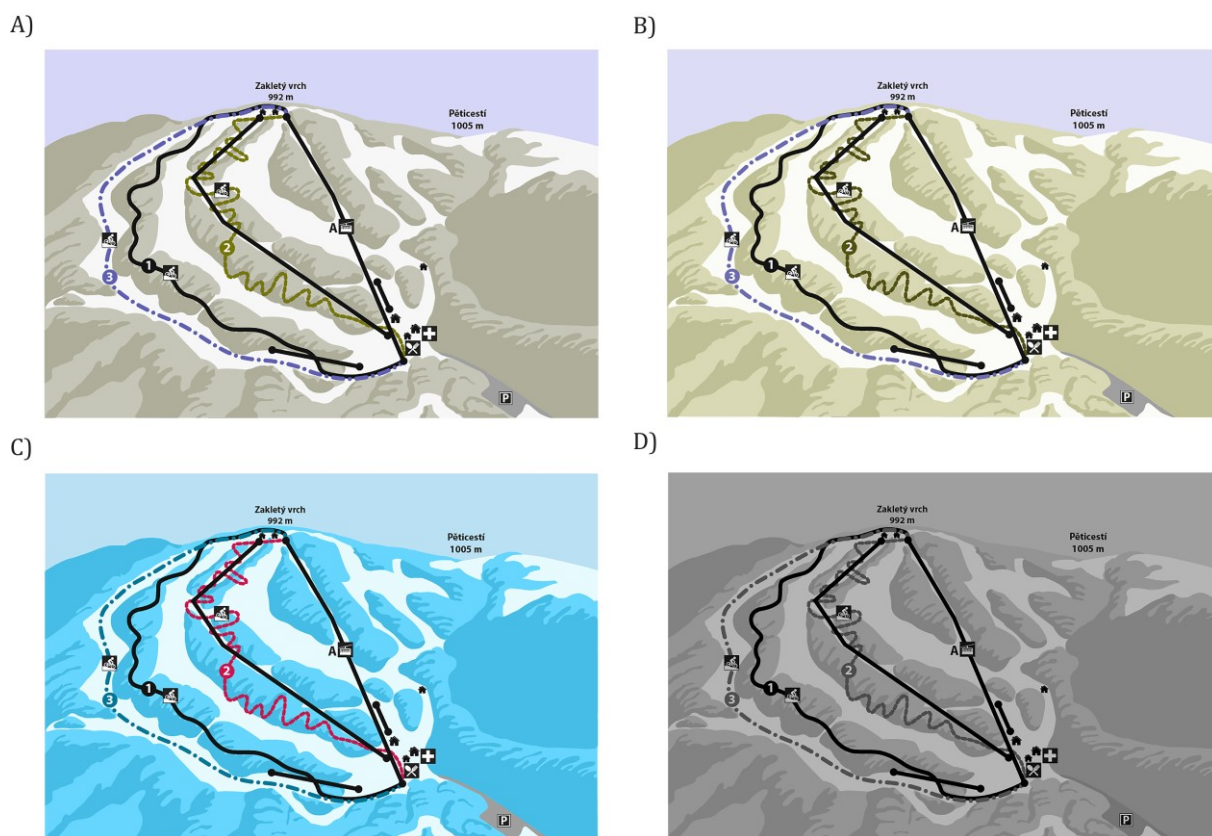 A)
Zakletý vrch
992 m
Pěticestí
1005 m
A
2
1
3
P
B)
Zakletý vrch
992 m
Pěticestí
1005 m
A
2
1
3
P
C)
Zakletý vrch
992 m
Pěticestí
1005 m
A
2
1
3
P
D)
Zakletý vrch
992 m
Pěticestí
1005 m
A
2
1
3
P